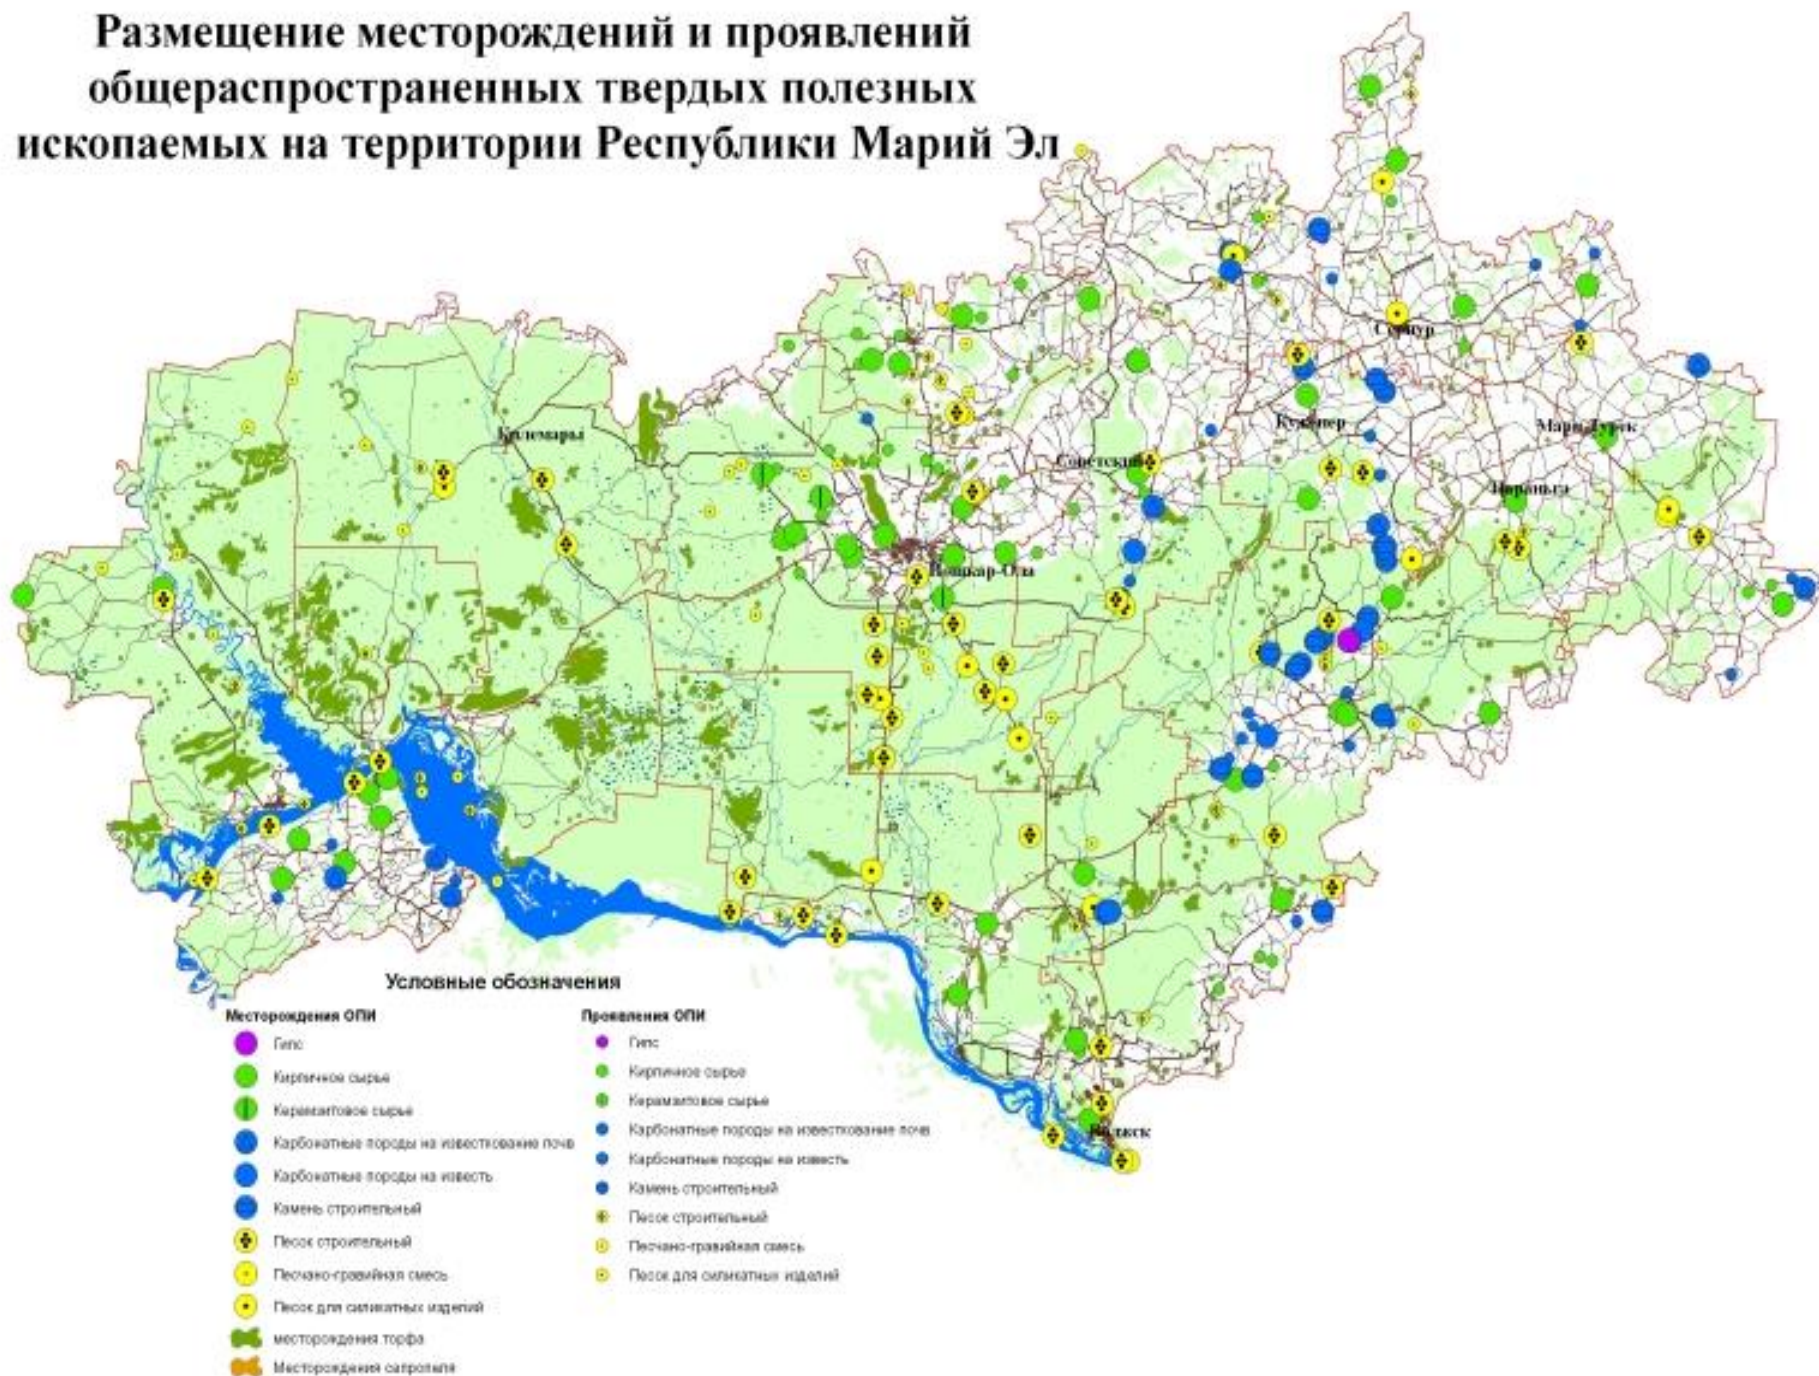 Размещение месторождений и проявлений
общераспространенных твердых полезных
ископаемых на территории Республики Марий Эл
Сернур
Килемары
Куженер
Мари-Турек
Советский
Параньга
Йошкар-Ола
Волжск
Условные обозначения
Месторождения ОПИ
Гипс
Кирпичное сырье
Керамзитовое сырье
Карбонатные породы на известкование почв
Карбонатные породы на известь
Камень строительный
Песок строительный
Песчано-гравийная смесь
Песок для силикатных изделий
месторождения торфа
Месторождения сапропеля
Проявления ОПИ
Гипс
Кирпичное сырье
Керамзитовое сырье
Карбонатные породы на известкование почв
Карбонатные породы на известь
Камень строительный
Песок строительный
Песчано-гравийная смесь
Песок для силикатных изделий